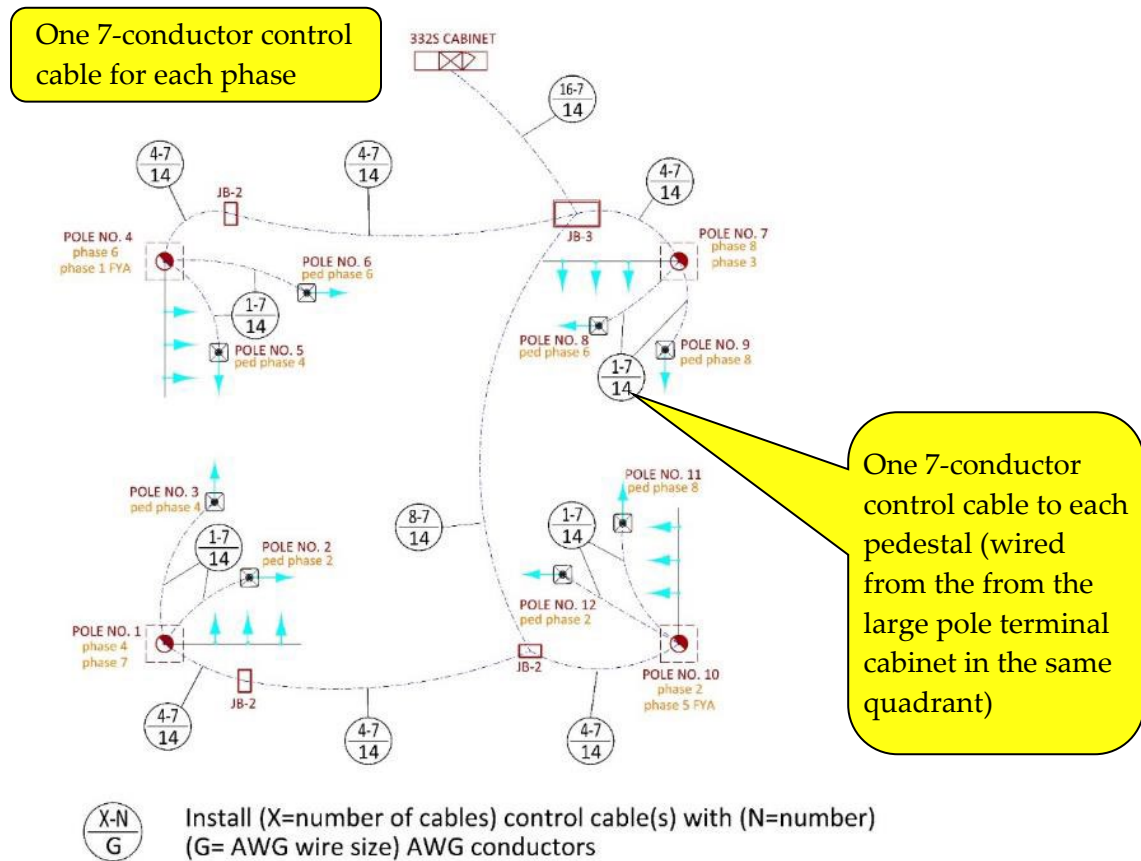 One 7-conductor control
cable for each phase
332S CABINET
16-7
14
4-7
14
4-7
14
4-7
14
JB-2
JB-3
POLE NO. 4
phase 6
phase 1 FYA
POLE NO. 6
ped phase 6
POLE NO. 7
phase 8
phase 3
1-7
14
POLE NO. 5
ped phase 4
POLE NO. 8
ped phase 6
POLE NO. 9
ped phase 8
1-7
14
One 7-conductor
control cable to each
pedestal (wired
from the from the
large pole terminal
cabinet in the same
quadrant)
POLE NO. 3
ped phase 4
POLE NO. 11
ped phase 8
1-7
14
8-7
14
1-7
14
POLE NO. 2
ped phase 2
POLE NO. 12
ped phase 2
POLE NO. 1
phase 4
phase 7
JB-2
JB-2
POLE NO. 10
phase 2
phase 5 FYA
4-7
14
4-7
14
4-7
14
X-N
G
Install (X=number of cables) control cable(s) with (N=number)
(G= AWG wire size) AWG conductors